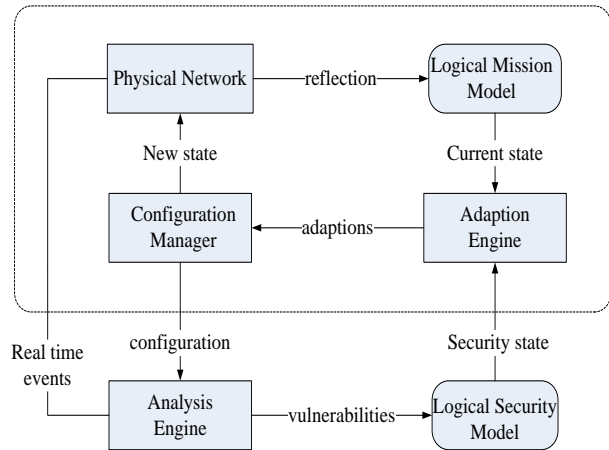 Physical Network
reflection
Logical Mission
Model
New state
Current state
Configuration
Manager
adaptions
Adaption
Engine
Real time
events
configuration
Security state
Analysis
Engine
vulnerabilities
Logical Security
Model